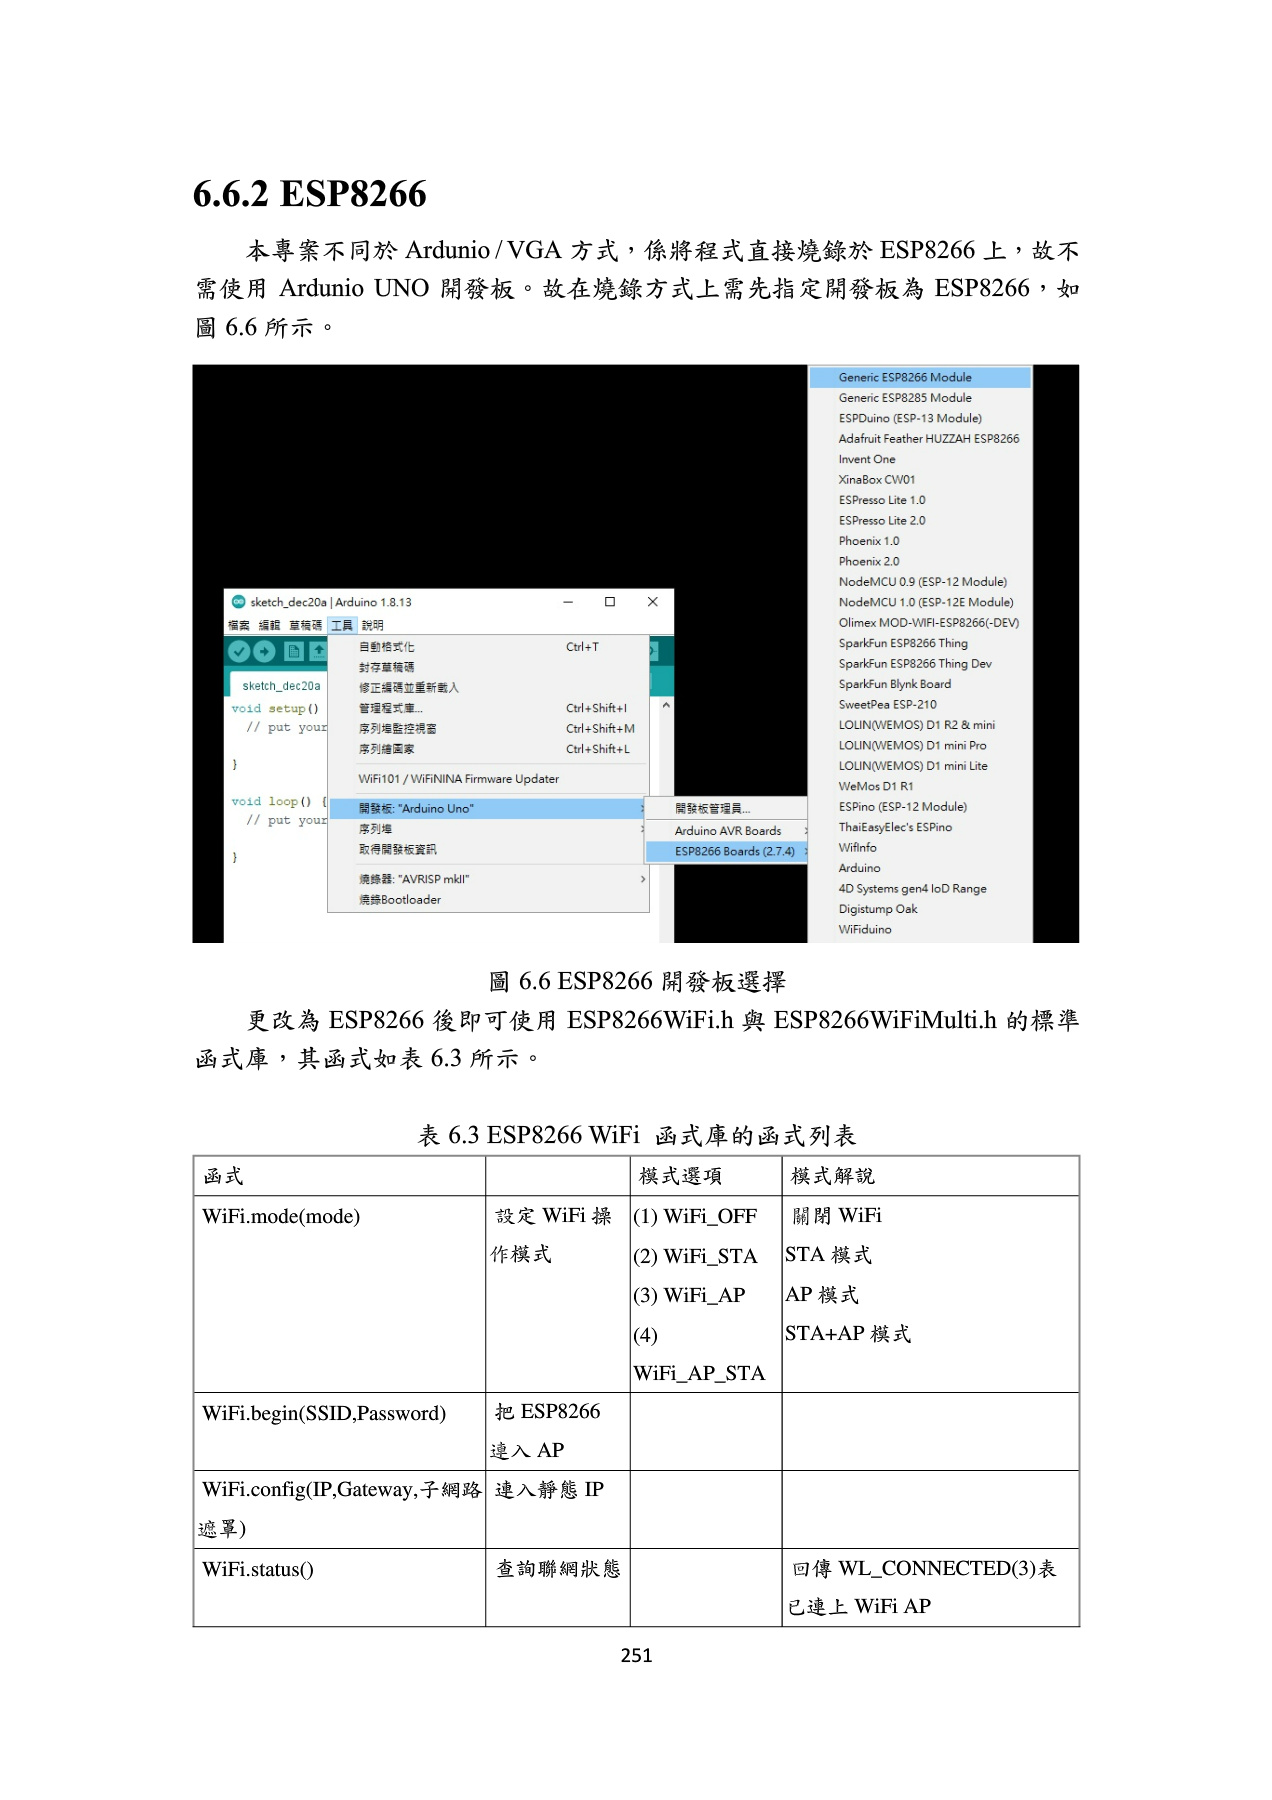 6.6.2 ESP8266
本專案不同於 Ardunio / VGA 方式，係將程式直接燒錄於 ESP8266 上，故不
需使用 Ardunio UNO 開發板。故在燒錄方式上需先指定開發板為 ESP8266，如
圖 6.6 所示。
Generic ESP8266 Module
Generic ESP8285 Module
ESPDuino (ESP-13 Module)
Adafruit Feather HUZZAH ESP8266
Invent One
XinaBox CW01
ESPresso Lite 1.0
ESPresso Lite 2.0
Phoenix 1.0
Phoenix 2.0
NodeMCU 0.9 (ESP-12 Module)
NodeMCU 1.0 (ESP-12E Module)
Olimex MOD-WIFI-ESP8266(-DEV)
SparkFun ESP8266 Thing
SparkFun ESP8266 Thing Dev
SparkFun Blynk Board
SweetPea ESP-210
LOLIN(WEMOS) D1 R2 & mini
LOLIN(WEMOS) D1 mini Pro
LOLIN(WEMOS) D1 mini Lite
WeMos D1 R1
ESPino (ESP-12 Module)
ThaiEasyElec's ESPino
WifInfo
Arduino
4D Systems gen4 IoD Range
Digistump Oak
WiFiduino
sketch_dec20a | Arduino 1.8.13
檔案 編輯 草稿碼 工具 說明
sketch_dec20a
void setup()
// put your
}
void loop() {
// put your
}
自動格式化 Ctrl+T
封存草稿碼
修正編碼並重新載入
管理程式庫... Ctrl+Shift+I
序列埠監控視窗 Ctrl+Shift+M
序列繪圖家 Ctrl+Shift+L
WiFi101 / WiFiNINA Firmware Updater
開發板: "Arduino Uno"
序列埠
取得開發板資訊
燒錄器: "AVRISP mkII"
燒錄Bootloader
開發板管理員...
Arduino AVR Boards
ESP8266 Boards (2.7.4)
圖 6.6 ESP8266 開發板選擇
更改為 ESP8266 後即可使用 ESP8266WiFi.h 與 ESP8266WiFiMulti.h 的標準
函式庫，其函式如表 6.3 所示。
表 6.3 ESP8266 WiFi 函式庫的函式列表
函式 模式選項 模式解說
WiFi.mode(mode) 設定 WiFi 操 (1) WiFi_OFF 關閉 WiFi
作模式 (2) WiFi_STA STA 模式
(3) WiFi_AP AP 模式
(4) STA+AP 模式
WiFi_AP_STA
WiFi.begin(SSID,Password) 把 ESP8266
連入 AP
WiFi.config(IP,Gateway,子網路 連入靜態 IP
遮罩)
WiFi.status() 查詢聯網狀態 回傳 WL_CONNECTED(3)表
已連上 WiFi AP
251